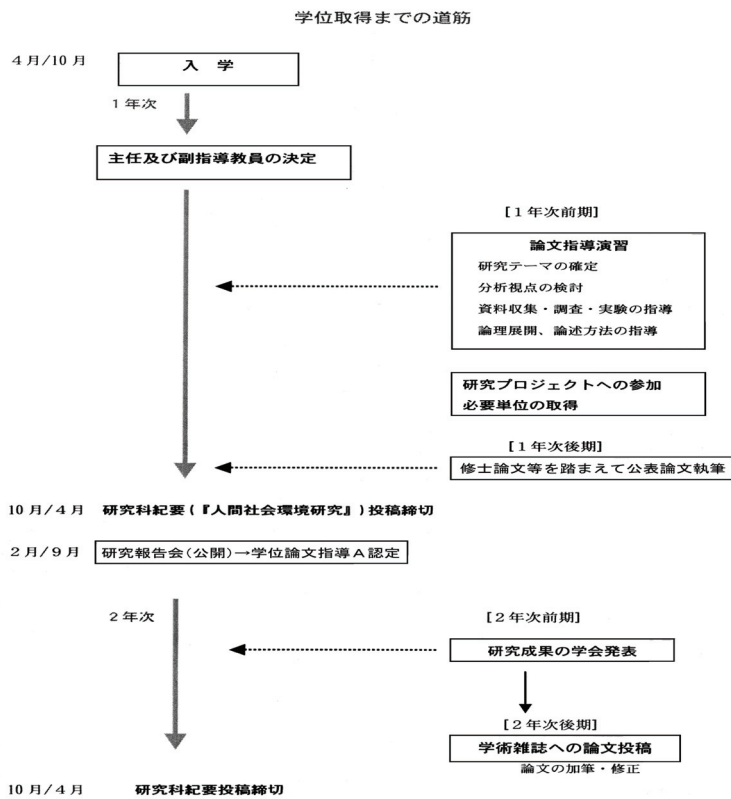 学位取得までの道筋
4月/10月
入 学
1年次
主任及び副指導教員の決定
[1年次前期]
論文指導演習
研究テーマの確定
分析視点の検討
資料収集・調査・実験の指導
論理展開、論述方法の指導
研究プロジェクトへの参加
必要単位の取得
[1年次後期]
修士論文等を踏まえて公表論文執筆
10月/4月 研究科紀要(『人間社会環境研究』)投稿締切
2月/9月 研究報告会(公開)→学位論文指導A認定
2年次
[2年次前期]
研究成果の学会発表
[2年次後期]
学術雑誌への論文投稿
論文の加筆・修正
10月/4月 研究科紀要投稿締切